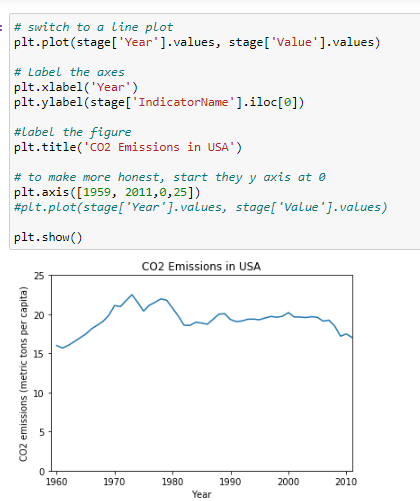 # switch to a line plot
plt.plot(stage['Year'].values, stage['Value'].values)
# Label the axes
plt.xlabel('Year')
plt.ylabel(stage['IndicatorName'].iloc[0])
#label the figure
plt.title('CO2 Emissions in USA')
# to make more honest, start they y axis at 0
plt.axis([1959, 2011,0,25])
#plt.plot(stage['Year'].values, stage['Value'].values)
plt.show()
CO2 Emissions in USA
CO2 emissions (metric tons per capita)
25
20
15
10
5
0
1960 1970 1980 1990 2000 2010
Year